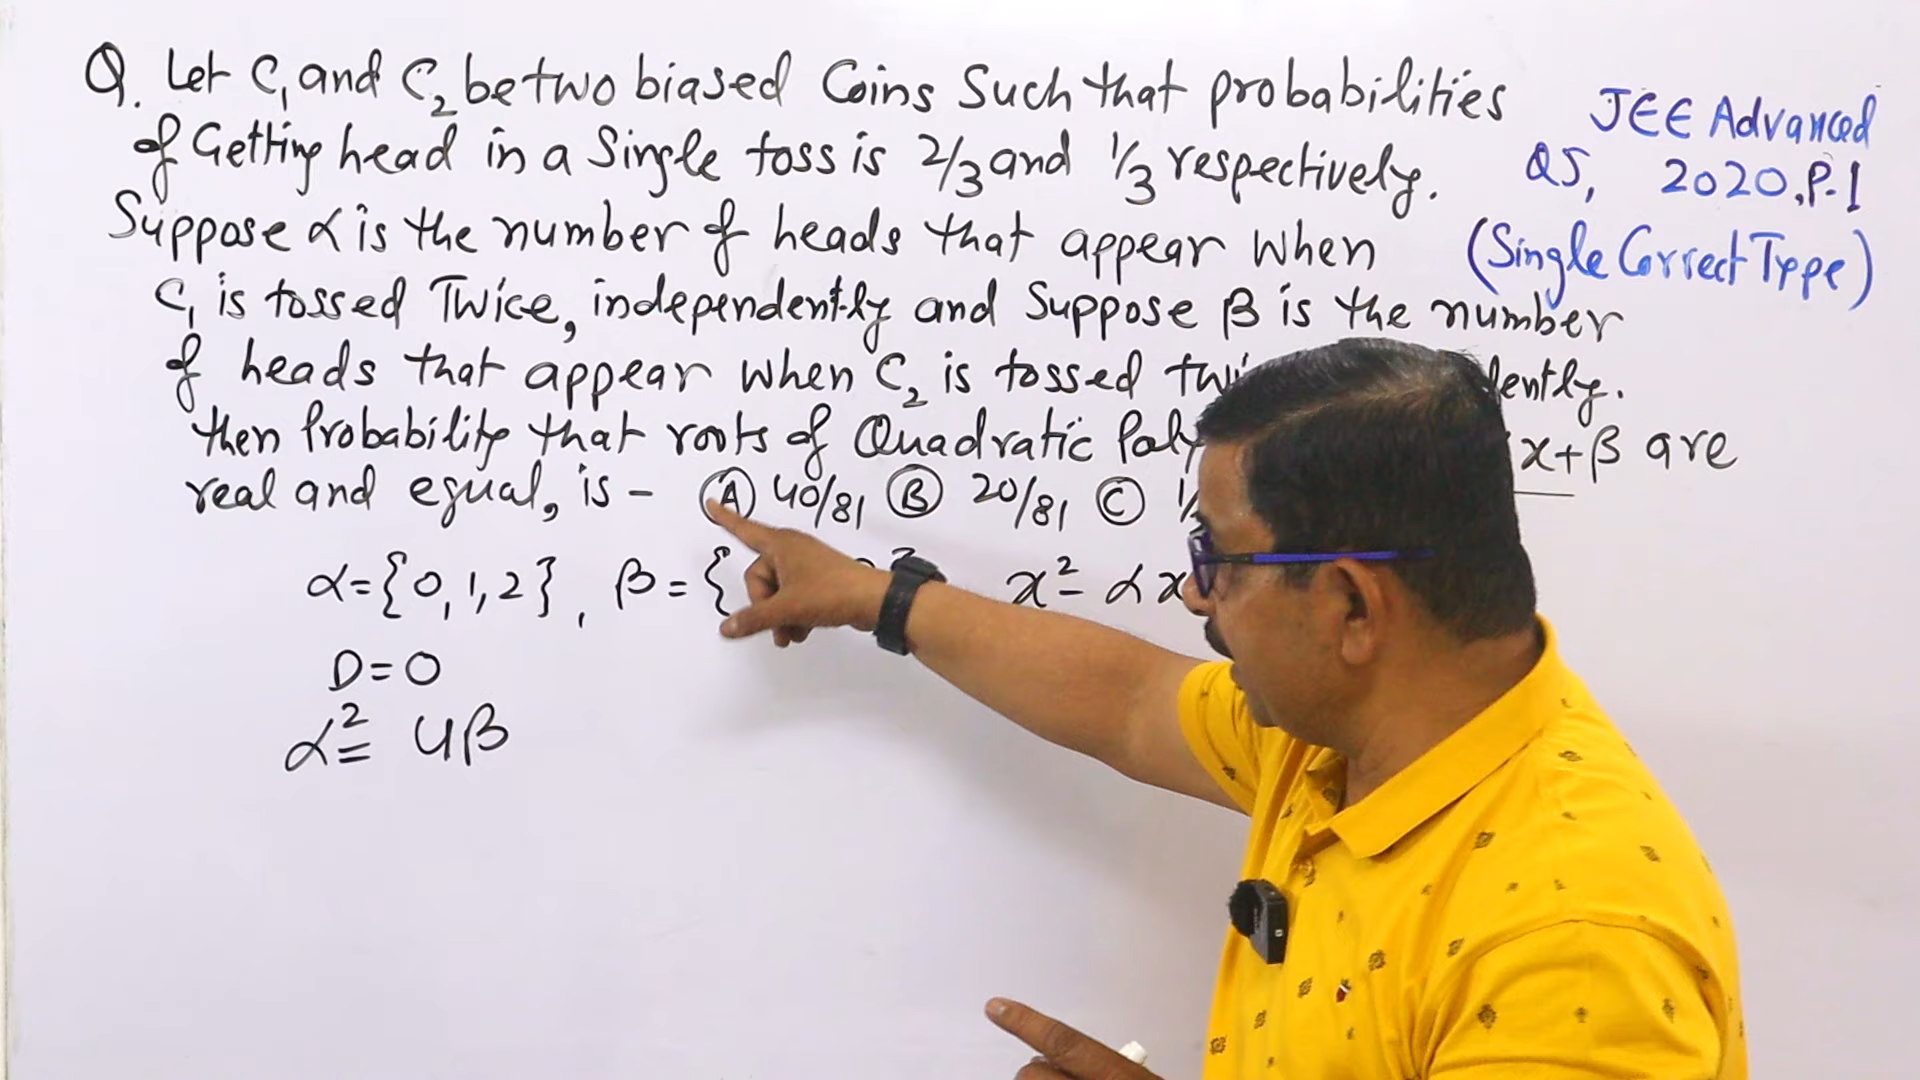 Q. Let C₁ and C₂ be two biased Coins Such that probabilities
of Getting head in a Single toss is 2/3 and 1/3 respectively.
JEE Advanced
Q5, 2020.P-1
(Single Correct Type)
Suppose α is the number of heads that appear when
C₁ is tossed Twice, independently and Suppose β is the number
of heads that appear when C₂ is tossed
then Probability that roots of Quadratic x+β are
real and equal, is - (A) 40/81 (B) 20/81 (C)
α={0,1,2}, β={ x²-αx
D=0
α²= 4β